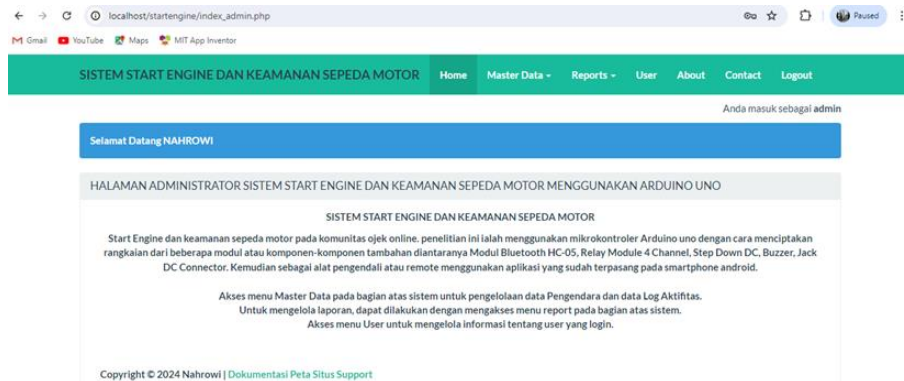 localhost/startengine/index_admin.php
Paused
Gmail YouTube Maps MIT App Inventor
SISTEM START ENGINE DAN KEAMANAN SEPEDA MOTOR Home Master Data Reports User About Contact Logout
Anda masuk sebagai admin
Selamat Datang NAHROWI
HALAMAN ADMINISTRATOR SISTEM START ENGINE DAN KEAMANAN SEPEDA MOTOR MENGGUNAKAN ARDUINO UNO
SISTEM START ENGINE DAN KEAMANAN SEPEDA MOTOR
Start Engine dan keamanan sepeda motor pada komunitas ojek online. penelitian ini ialah menggunakan mikrokontroler Arduino uno dengan cara menciptakan
rangkaian dari beberapa modul atau komponen-komponen tambahan diantaranya Modul Bluetooth HC-05, Relay Module 4 Channel, Step Down DC, Buzzer, Jack
DC Connector. Kemudian sebagai alat pengendali atau remote menggunakan aplikasi yang sudah terpasang pada smartphone android.
Akses menu Master Data pada bagian atas sistem untuk pengelolaan data Pengendara dan data Log Aktifitas.
Untuk mengelola laporan, dapat dilakukan dengan mengakses menu report pada bagian atas sistem.
Akses menu User untuk mengelola informasi tentang user yang login.
Copyright © 2024 Nahrowi | Dokumentasi Peta Situs Support